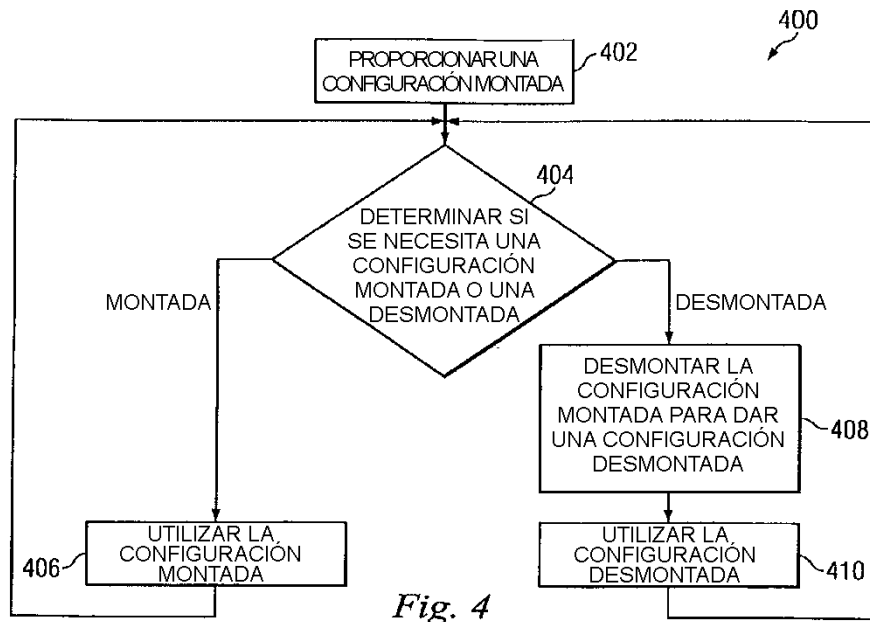 400
PROPORCIONAR UNA
CONFIGURACIÓN MONTADA
402
404
DETERMINAR SI
SE NECESITA UNA
CONFIGURACIÓN
MONTADA O UNA
DESMONTADA
MONTADA
DESMONTADA
DESMONTAR LA
CONFIGURACIÓN
MONTADA PARA DAR
UNA CONFIGURACIÓN
DESMONTADA
408
406
UTILIZAR LA
CONFIGURACIÓN
MONTADA
UTILIZAR LA
CONFIGURACIÓN
DESMONTADA
410
Fig. 4